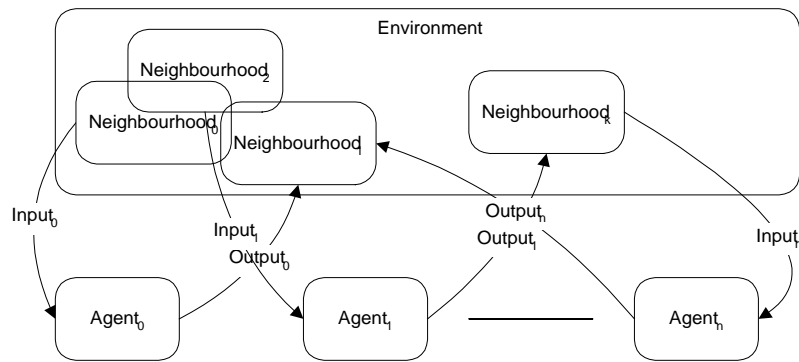 Environment
Neighbourhood₂
Neighbourhood₀
Neighbourhoodₖ
Neighbourhood₁
Input₀
Outputₙ
Input₁
Output₁
Inputₙ
Output₀
Agent₀
Agent₁
Agentₙ